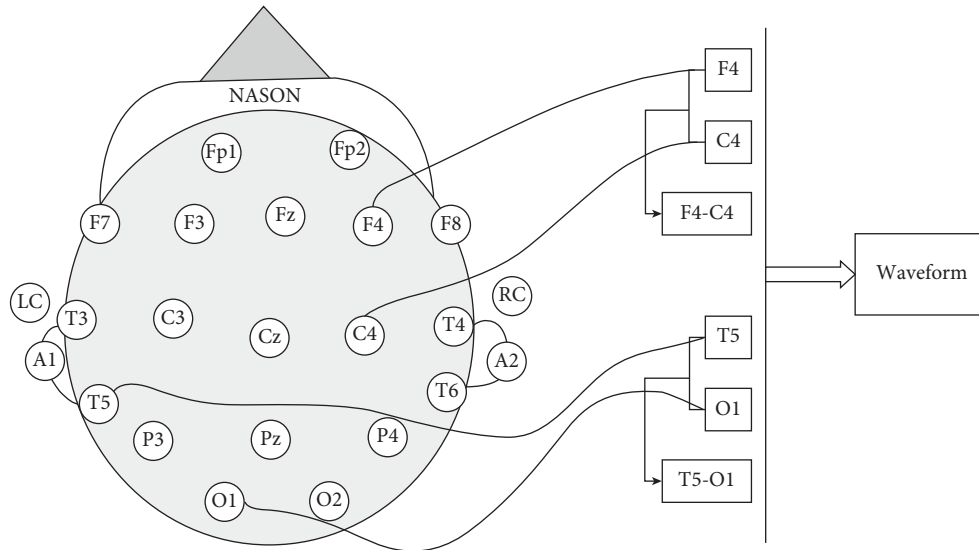 NASON
Fp1
Fp2
F7
F3
Fz
F4
F8
LC
T3
C3
Cz
C4
T4
RC
A1
A2
T5
T6
P3
Pz
P4
O1
O2
F4
C4
F4-C4
T5
O1
T5-O1
Waveform